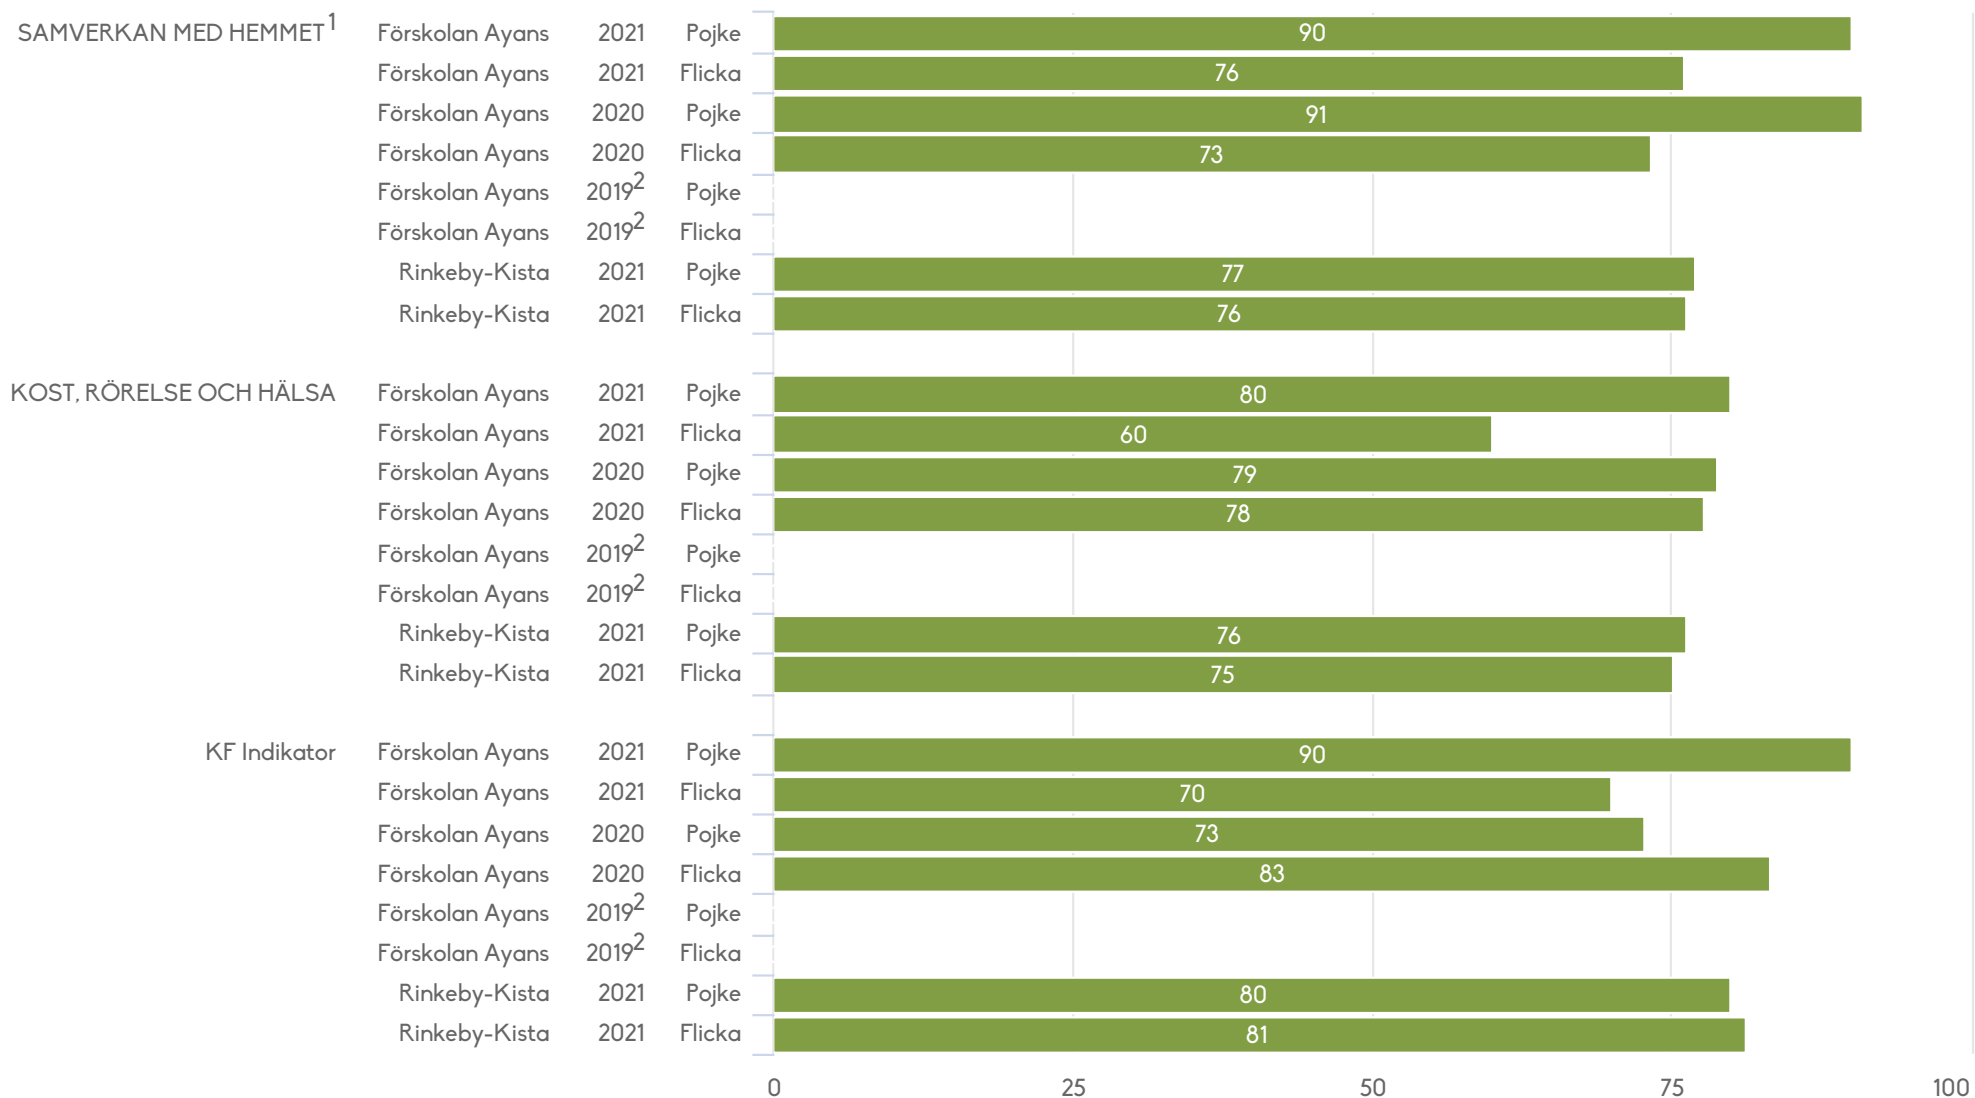 SAMVERKAN MED HEMMET1 Förskolan Ayans 2021 Pojke 90
Förskolan Ayans 2021 Flicka 76
Förskolan Ayans 2020 Pojke 91
Förskolan Ayans 2020 Flicka 73
Förskolan Ayans 20192 Pojke
Förskolan Ayans 20192 Flicka
Rinkeby-Kista 2021 Pojke 77
Rinkeby-Kista 2021 Flicka 76
KOST, RÖRELSE OCH HÄLSA Förskolan Ayans 2021 Pojke 80
Förskolan Ayans 2021 Flicka 60
Förskolan Ayans 2020 Pojke 79
Förskolan Ayans 2020 Flicka 78
Förskolan Ayans 20192 Pojke
Förskolan Ayans 20192 Flicka
Rinkeby-Kista 2021 Pojke 76
Rinkeby-Kista 2021 Flicka 75
KF Indikator Förskolan Ayans 2021 Pojke 90
Förskolan Ayans 2021 Flicka 70
Förskolan Ayans 2020 Pojke 73
Förskolan Ayans 2020 Flicka 83
Förskolan Ayans 20192 Pojke
Förskolan Ayans 20192 Flicka
Rinkeby-Kista 2021 Pojke 80
Rinkeby-Kista 2021 Flicka 81
0 25 50 75 100